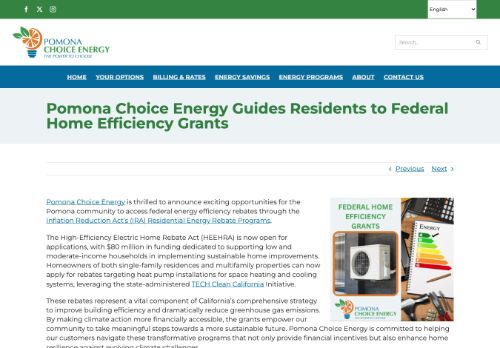 English
POMONA
CHOICE ENERGY
THE POWER TO CHOOSE
Search...
HOME YOUR OPTIONS BILLING & RATES ENERGY SAVINGS ENERGY PROGRAMS ABOUT CONTACT US
Pomona Choice Energy Guides Residents to Federal
Home Efficiency Grants
Previous Next
Pomona Choice Energy is thrilled to announce exciting opportunities for the
Pomona community to access federal energy efficiency rebates through the
Inflation Reduction Act's (IRA) Residential Energy Rebate Programs.
The High-Efficiency Electric Home Rebate Act (HEEHRA) is now open for
applications, with $80 million in funding dedicated to supporting low and
moderate-income households in implementing sustainable home improvements.
Homeowners of both single-family residences and multifamily properties can now
apply for rebates targeting heat pump installations for space heating and cooling
systems, leveraging the state-administered TECH Clean California Initiative.
FEDERAL HOME
EFFICIENCY
GRANTS
ENERGY
POMONA
CHOICE ENERGY
These rebates represent a vital component of California's comprehensive strategy
to improve building efficiency and dramatically reduce greenhouse gas emissions.
By making climate action more financially accessible, the grants empower our
community to take meaningful steps towards a more sustainable future. Pomona Choice Energy is committed to helping
our customers navigate these transformative programs that not only provide financial incentives but also enhance home
resilience against evolving climate challenges.